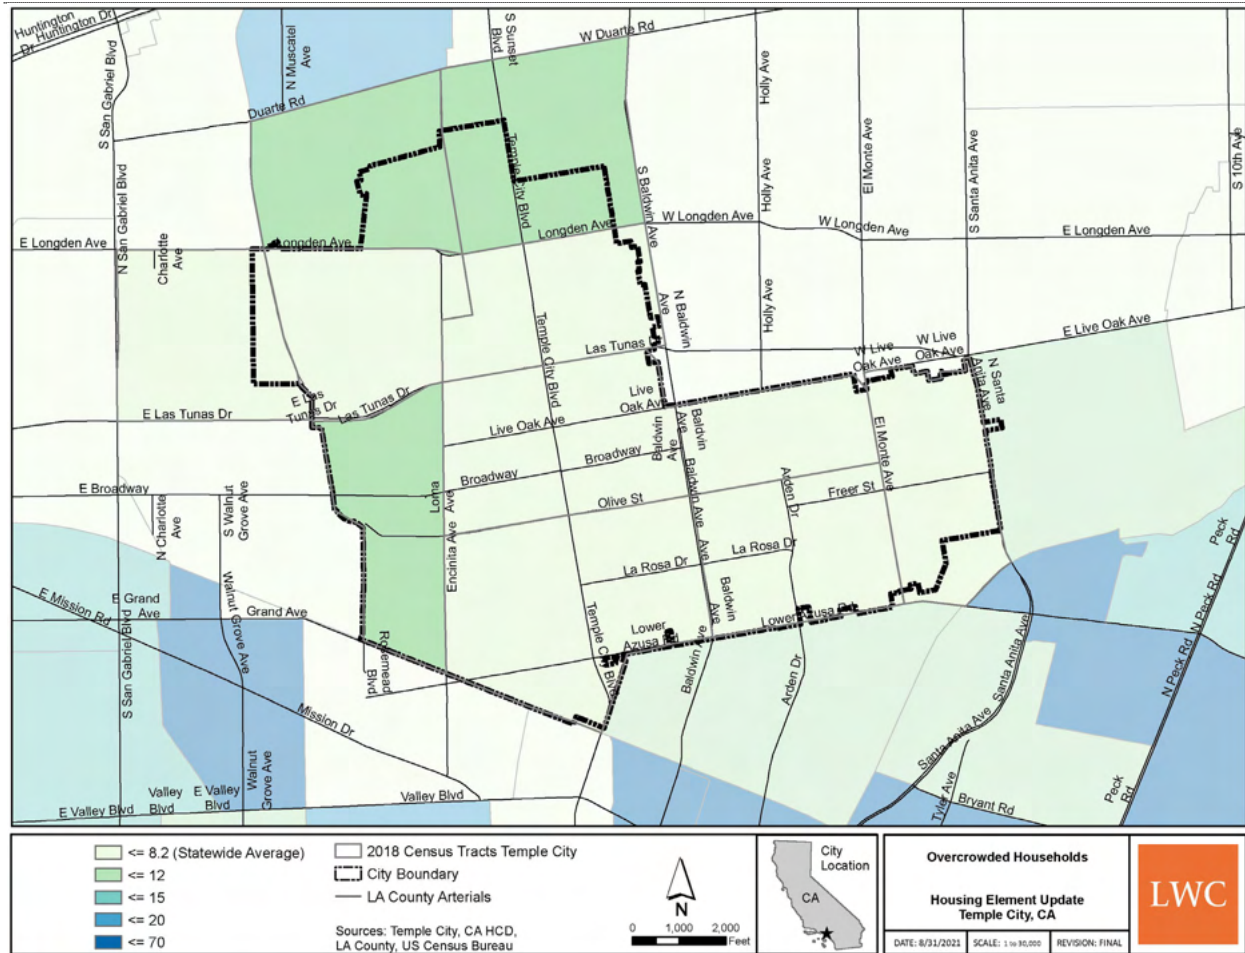 Huntington
Dr
Huntington Dr
S San Gabriel Blvd
N Muscatel
Ave
S Sunset
Blvd
W Duarte Rd
Holly Ave
El Monte Ave
S Santa Anita Ave
S 10th Ave
Duarte Rd
Temple City Blvd
S Baldwin Ave
Holly Ave
E Longden Ave
Charlotte
Ave
N San Gabriel Blvd
Longden Ave
Longden Ave
W Longden Ave
W Longden Ave
E Longden Ave
Temple City Blvd
N Baldwin
Ave
Holly Ave
E Live Oak Ave
Las Tunas
W Live
Oak Ave
W Live
Oak Ave
N Santa
Anita Ave
E Las Tunas Dr
E Las
Tunas Dr
Las Tunas Dr
Live
Oak Ave
Live Oak Ave
Baldwin
Ave
Baldwin
Ave
El Monte Ave
Broadway
Broadway
E Broadway
Loma
Ave
Olive St
Baldwin Ave
Arden Dr
Freer St
N Charlotte
Ave
S Walnut
Grove Ave
Encinita Ave
La Rosa Dr
La Rosa Dr
Ave
Peck
Rd
E Mission Rd
E Grand
Ave
Walnut Grove Ave
Grand Ave
Temple City Blvd
Lower
Azusa Rd
Baldwin
Ave
Lower Azusa Rd
N Peck Rd
S San Gabriel Blvd
Rosemead
Blvd
Baldwin Ave
Arden Dr
Santa Anita Ave
N Peck Rd
Mission Dr
Santa Anita Ave
Walnut
Grove Ave
E Valley Blvd
Valley
Blvd
E Valley
Blvd
Valley Blvd
Tyler Ave
Bryant Rd
Peck
Rd
<= 8.2 (Statewide Average)
<= 12
<= 15
<= 20
<= 70
2018 Census Tracts Temple City
City Boundary
LA County Arterials
Sources: Temple City, CA HCD,
LA County, US Census Bureau
N
0 1,000 2,000
Feet
City
Location
CA
Overcrowded Households
Housing Element Update
Temple City, CA
DATE: 8/31/2021
SCALE: 1 to 30,000
REVISION: FINAL
LWC